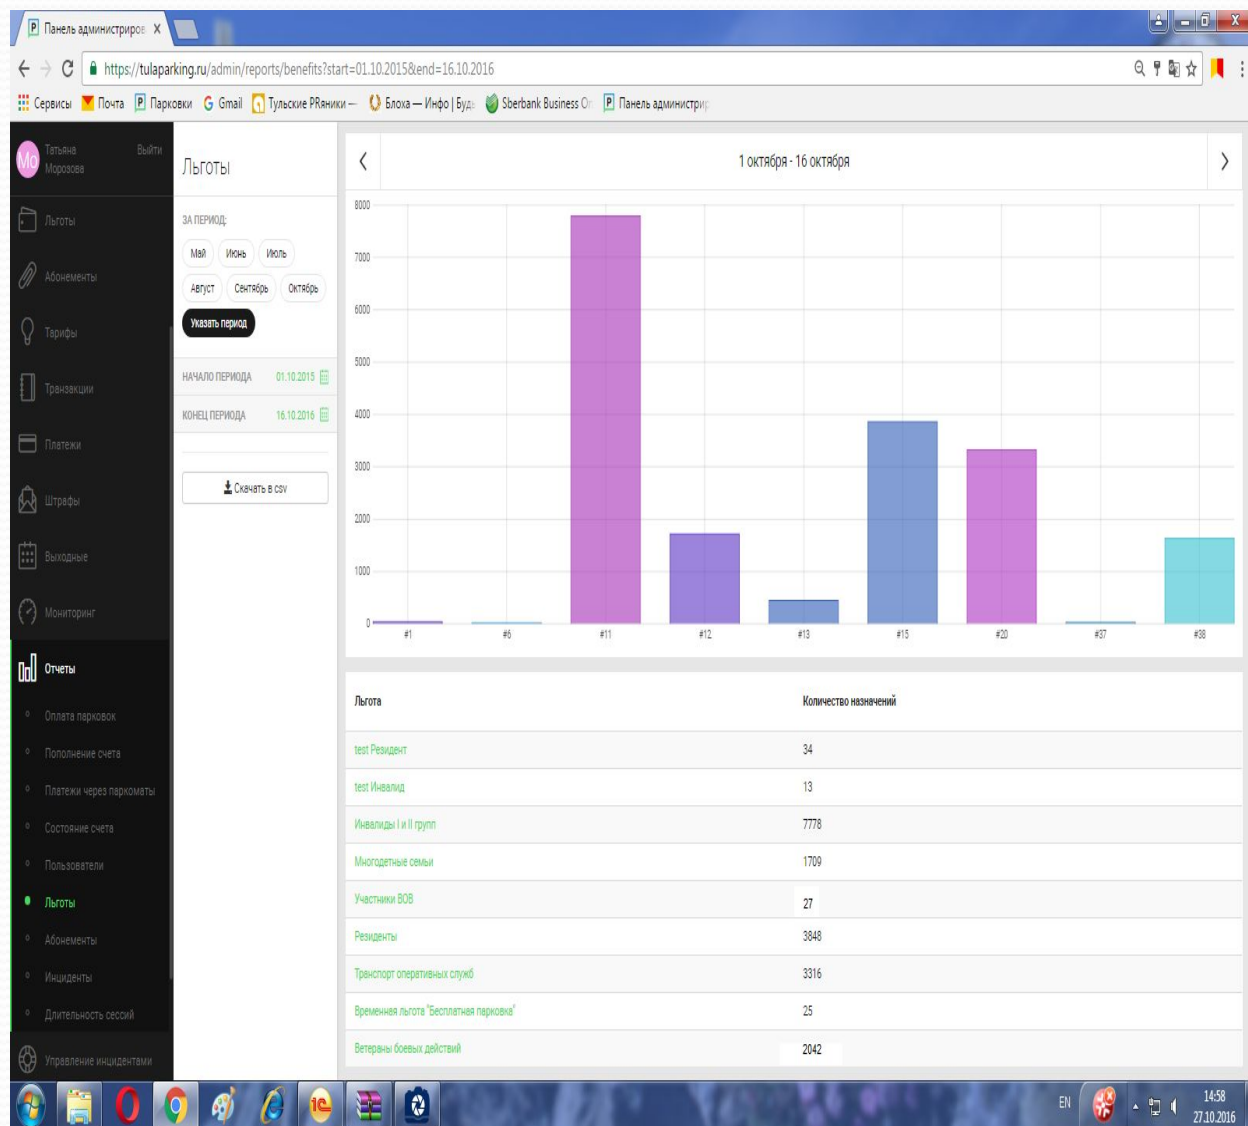 Панель администриров
https://tulaparking.ru/admin/reports/benefits?start=01.10.2015&end=16.10.2016
Сервисы Почта Парковки Gmail Тульские PRяники — Блоха — Инфо | Буд Sberbank Business O Панель администри
Mo Татьяна Морозова Выйти
Льготы
Абонементы
Тарифы
Транзакции
Платежи
Штрафы
Выходные
Мониторинг
Отчеты
Оплата парковок
Пополнение счета
Платежи через паркоматы
Состояние счета
Пользователи
Льготы
Абонементы
Инциденты
Длительность сессий
Управление инцидентами
Льготы
ЗА ПЕРИОД:
Май Июнь Июль
Август Сентябрь Октябрь
Указать период
НАЧАЛО ПЕРИОДА 01.10.2015
КОНЕЦ ПЕРИОДА 16.10.2016
Скачать в csv
1 октября - 16 октября
8000
7000
6000
5000
4000
3000
2000
1000
0
#1 #6 #11 #12 #13 #15 #20 #37 #38
Льгота Количество назначений
test Резидент 34
test Инвалид 13
Инвалиды I и II групп 7778
Многодетные семьи 1709
Участники ВОВ 27
Резиденты 3848
Транспорт оперативных служб 3316
Временная льгота "Бесплатная парковка" 25
Ветераны боевых действий 2042
1С
EN
14:58
27.10.2016